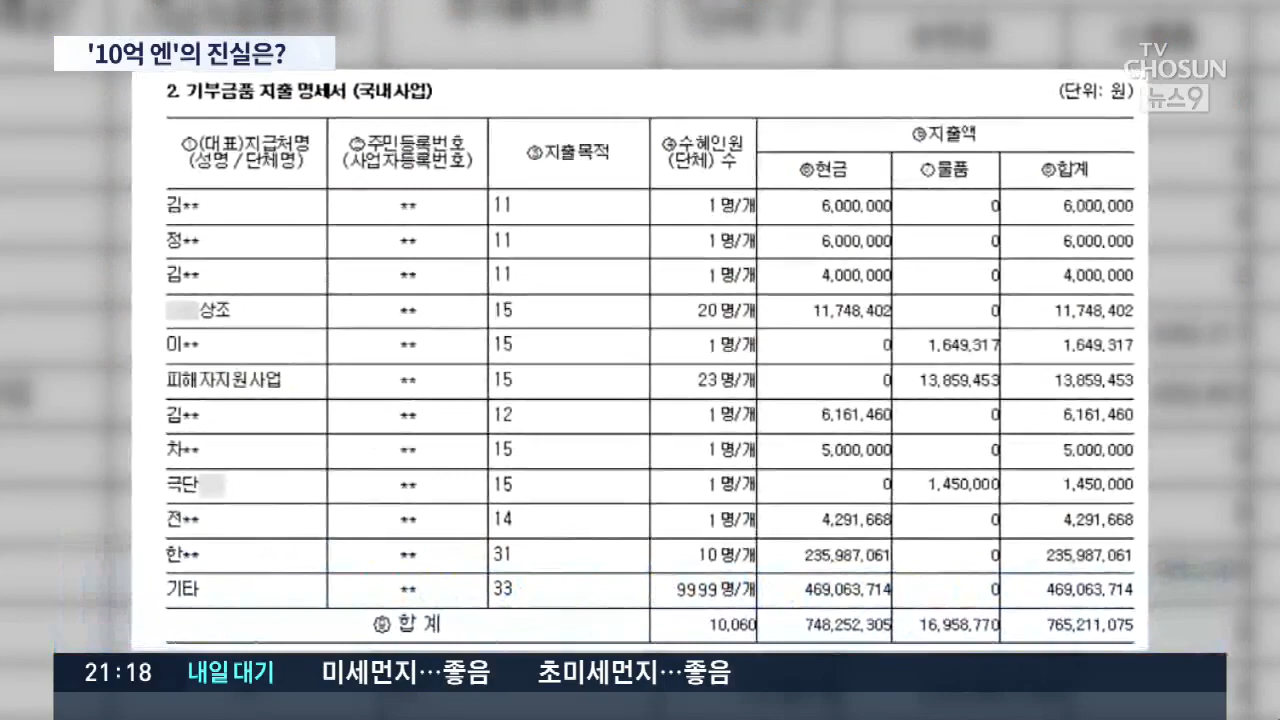 '10억 엔'의 진실은?
TV
CHOSUN
뉴스9
2. 기부금품 지출 명세서 (국내사업) (단위: 원)
①(대표)지급처명 (성명 / 단체명) ②주민등록번호 (사업자등록번호) ③지출목적 ④수혜인원 (단체) 수 ⑤지출액
⑥현금 ⑦물품 ⑧합계
김** ** 11 1 명/개 6,000,000 0 6,000,000
정** ** 11 1 명/개 6,000,000 0 6,000,000
김** ** 11 1 명/개 4,000,000 0 4,000,000
상조 ** 15 20 명/개 11,748,402 0 11,748,402
미** ** 15 1 명/개 0 1,649,317 1,649,317
피해자지원사업 ** 15 23 명/개 0 13,859,453 13,859,453
김** ** 12 1 명/개 6,161,460 0 6,161,460
차** ** 15 1 명/개 5,000,000 0 5,000,000
극단 ** 15 1 명/개 0 1,450,000 1,450,000
전** ** 14 1 명/개 4,291,668 0 4,291,668
한** ** 31 10 명/개 235,987,061 0 235,987,061
기타 ** 33 9999 명/개 469,063,714 0 469,063,714
합 계 10,060 748,252,305 16,958,770 765,211,075
21:18 내일 대기 미세먼지…좋음 초미세먼지…좋음